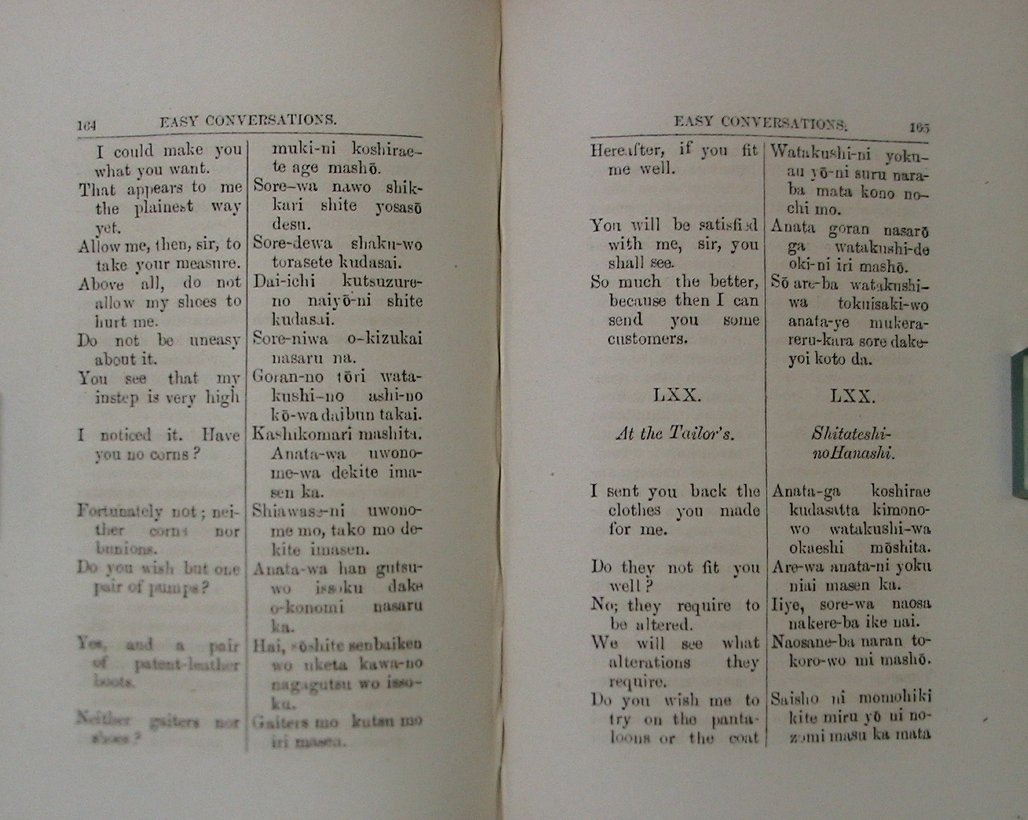 164
EASY CONVERSATIONS.
I could make you
what you want.
That appears to me
the plainest way
yet.
Allow me, then, sir, to
take your measure.
Above all, do not
allow my shoes to
hurt me.
Do not be uneasy
about it.
You see that my
instep is very high
I noticed it. Have
you no corns ?
Fortunately not ; nei-
ther corns nor
bunions.
Do you wish but one
pair of pumps ?
Yes, and a pair
of patent-leather
boots.
Neither gaiters nor
shoes ?
muki-ni koshirae-
te age mashō.
Sore-wa nawo shik-
kari shite yosasō
desu.
Sore-dewa shaku-wo
torasete kudasai.
Dai-ichi kutsuzure-
no naiyō-ni shite
kudasai.
Sore-niwa o-kizukai
nasaru na.
Goran-no tōri wata-
kushi-no ashi-no
kō-wa daibun takai.
Kashikomari mashita.
Anata-wa uwono-
me-wa dekite ima-
sen ka.
Shiawase-ni uwono-
me mo, tako mo de-
kite imasen.
Anata-wa han gutsu-
wo issoku dake
o-konomi nasaru
ka.
Hai, sōshite senbaiken
wo uketa kawa-no
nagagutsu wo isso-
ku.
Gaiters mo kutsu mo
iri masen.
EASY CONVERSATIONS.
165
Hereafter, if you fit
me well.
You will be satisfied
with me, sir, you
shall see.
So much the better,
because then I can
send you some
customers.
LXX.
At the Tailor's.
I sent you back the
clothes you made
for me.
Do they not fit you
well ?
No; they require to
be altered.
We will see what
alterations they
require.
Do you wish me to
try on the panta-
loons or the coat
Watakushi-ni yoku-
au yō-ni suru nara-
ba mata kono no-
chi mo.
Anata goran nasarō
ga watakushi-de
oki-ni iri mashō.
Sō are-ba watakushi-
wa tokuisaki-wo
anata-ye mukera-
reru-kara sore dake-
yoi koto da.
LXX.
Shitateshi-
noHanashi.
Anata-ga koshirae
kudasatta kimono-
wo watakushi-wa
okaeshi mōshita.
Are-wa anata-ni yoku
niai masen ka.
Iiye, sore-wa naosa
nakere-ba ike nai.
Naosane-ba naran to-
koro-wo mi mashō.
Saisho ni momohiki
kite miru yō ni no-
zomi masu ka mata